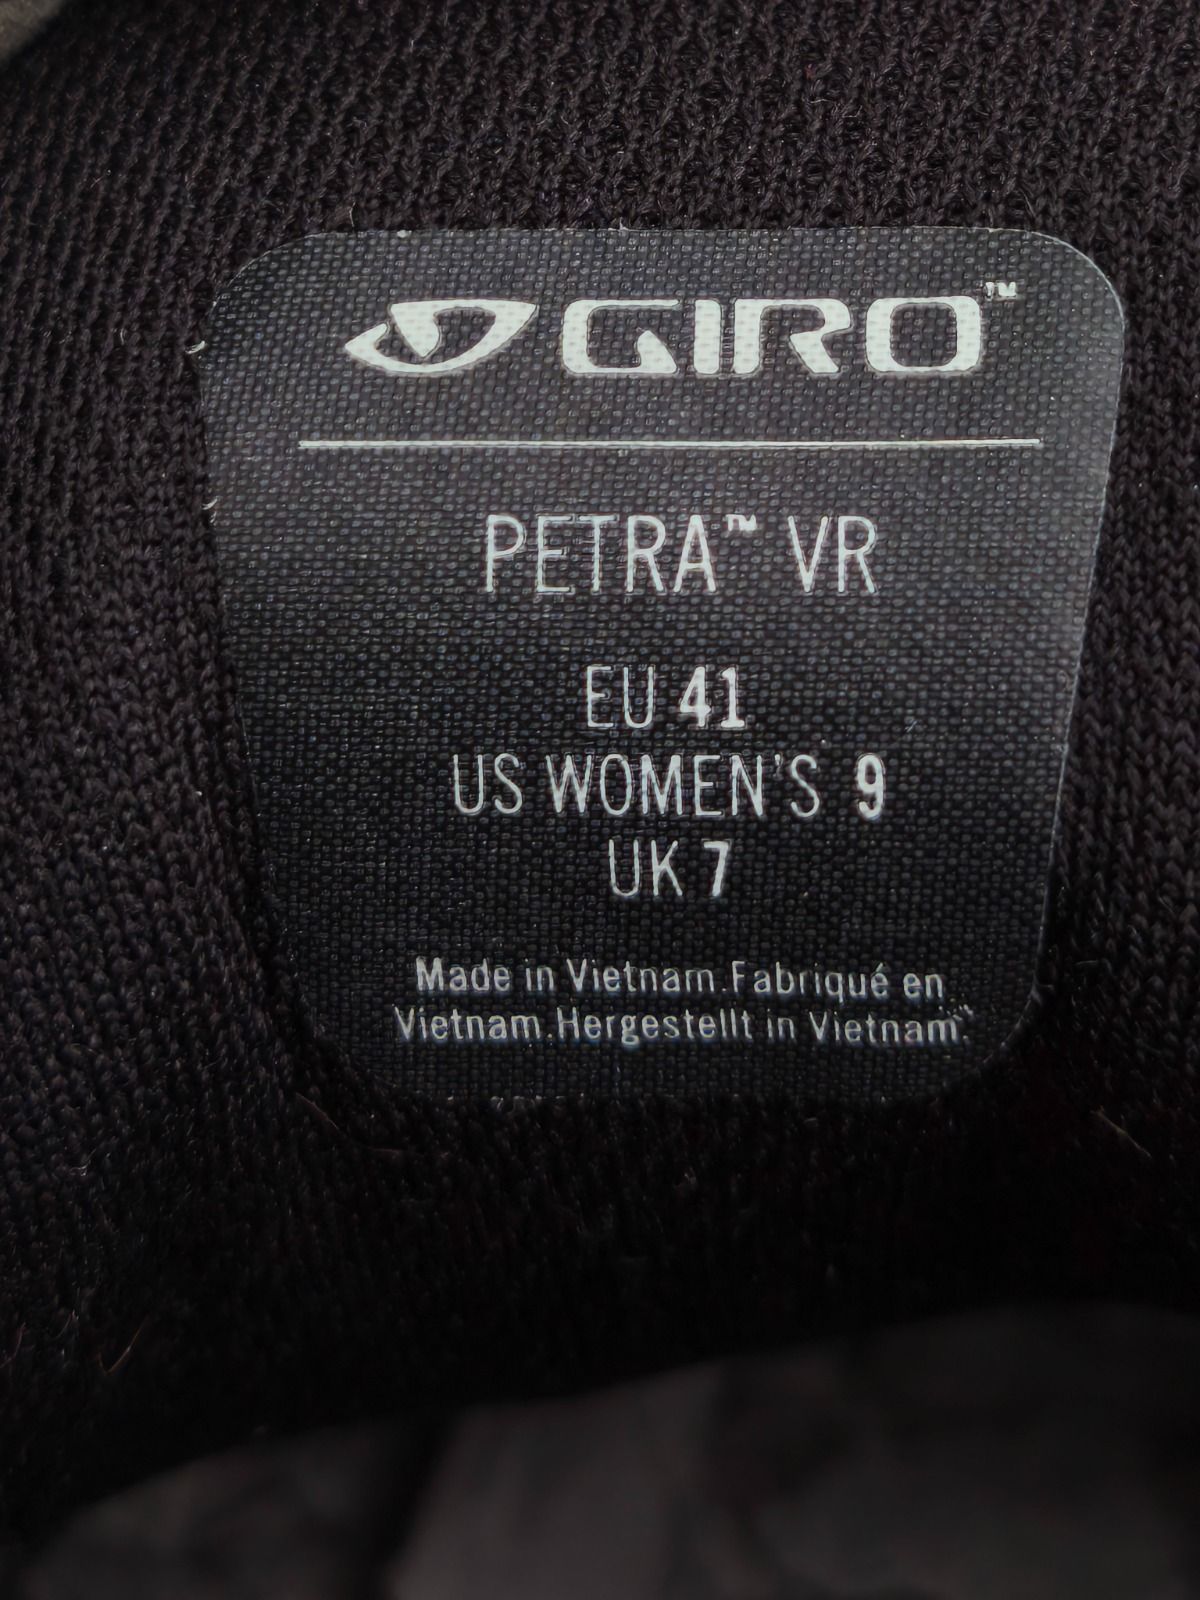 GIRO™
PETRA™ VR
EU 41
US WOMEN'S 9
UK 7
Made in Vietnam.Fabriqué en
Vietnam.Hergestellt in Vietnam.